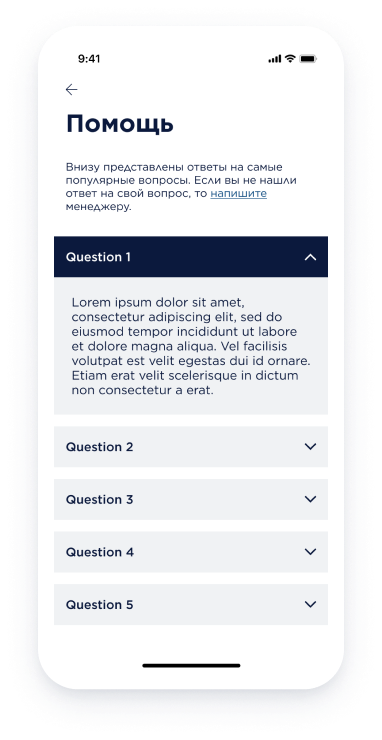 9:41
Помощь
Внизу представлены ответы на самые
популярные вопросы. Если вы не нашли
ответ на свой вопрос, то напишите
менеджеру.
Question 1
Lorem ipsum dolor sit amet,
consectetur adipiscing elit, sed do
eiusmod tempor incididunt ut labore
et dolore magna aliqua. Vel facilisis
volutpat est velit egestas dui id ornare.
Etiam erat velit scelerisque in dictum
non consectetur a erat.
Question 2
Question 3
Question 4
Question 5